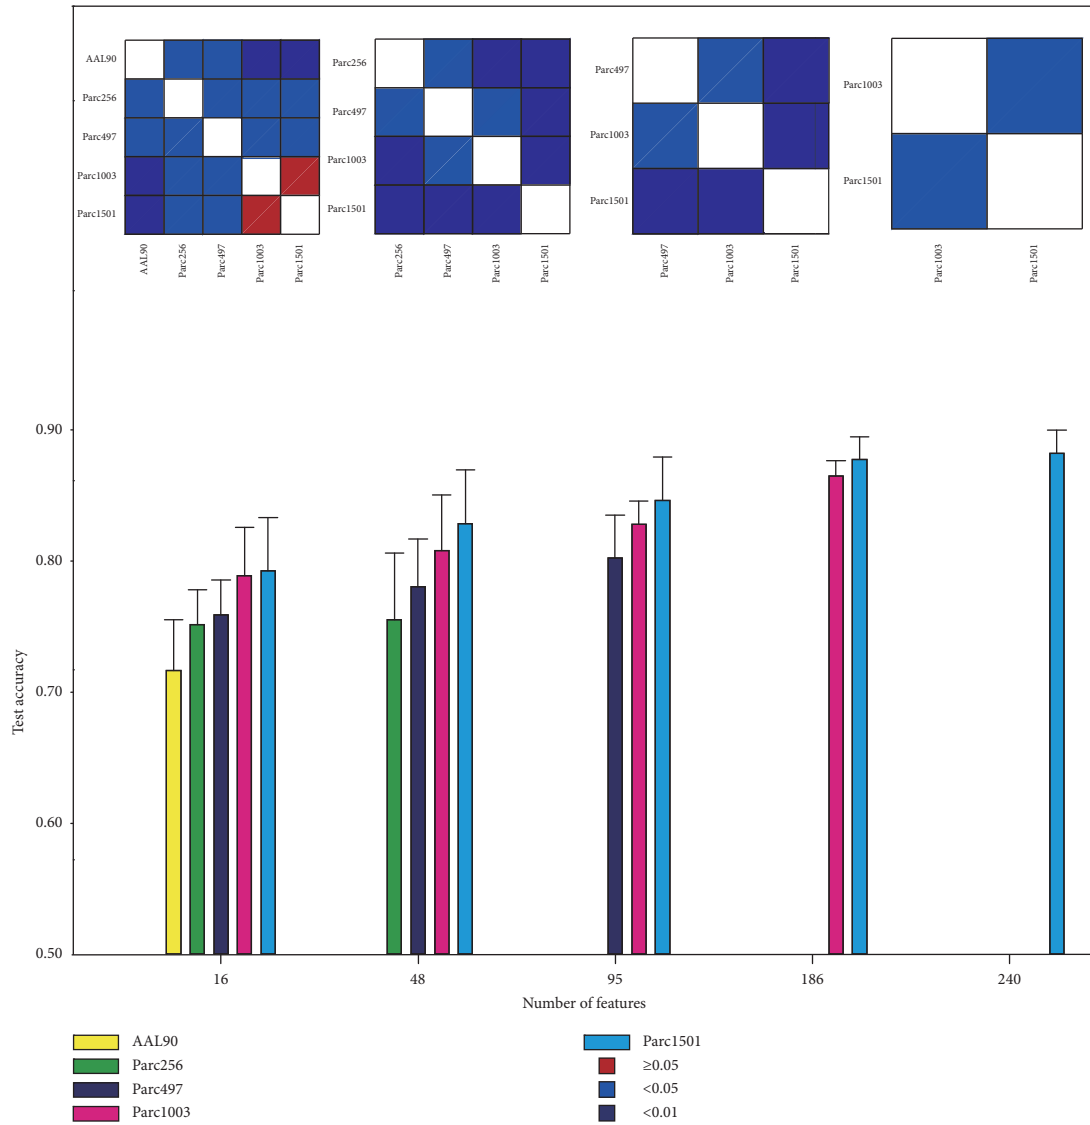 AAL90
Parc256
Parc497
Parc1003
Parc1501
AAL90
Parc256
Parc497
Parc1003
Parc1501
Parc256
Parc497
Parc1003
Parc1501
Parc256
Parc497
Parc1003
Parc1501
Parc497
Parc1003
Parc1501
Parc497
Parc1003
Parc1501
Parc1003
Parc1501
Parc1003
Parc1501
0.90
0.80
0.70
0.60
0.50
Test accuracy
16 48 95 186 240
Number of features
AAL90
Parc256
Parc497
Parc1003
Parc1501
≥0.05
<0.05
<0.01